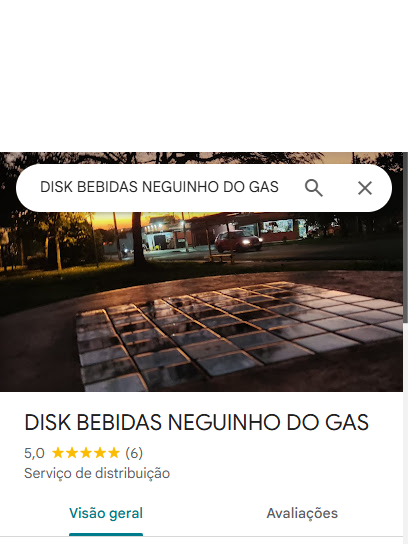 DISK BEBIDAS NEGUINHO DO GAS
DISK BEBIDAS NEGUINHO DO GAS
5,0 ★★★★★ (6)
Serviço de distribuição
Visão geral
Avaliações